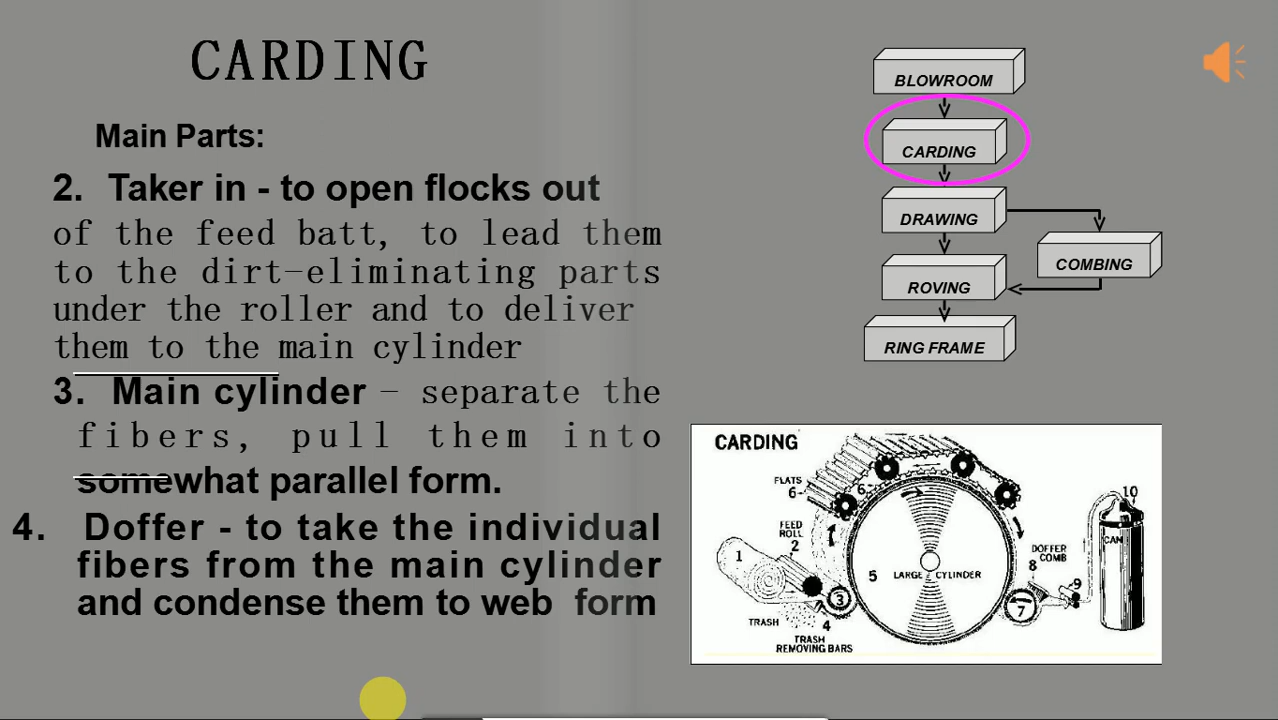 CARDING
Main Parts:
2. Taker in - to open flocks out
of the feed batt, to lead them
to the dirt-eliminating parts
under the roller and to deliver
them to the main cylinder
3. Main cylinder – separate the
fibers, pull them into
somewhat parallel form.
4. Doffer - to take the individual
fibers from the main cylinder
and condense them to web form
BLOWROOM
CARDING
DRAWING
COMBING
ROVING
RING FRAME
CARDING
FLATS
6
6
FEED
ROLL
2
1
3
TRASH
4
TRASH
REMOVING BARS
5 LARGE CYLINDER
DOFFER
COMB
8
7
9
10
CAN